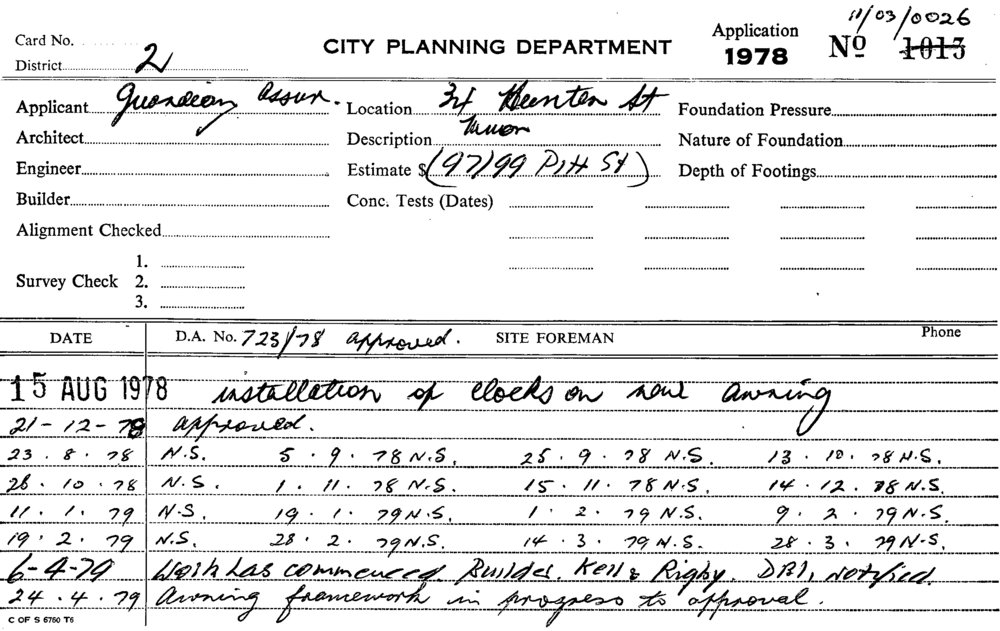 11/03/0026
Card No.
District 2
CITY PLANNING DEPARTMENT
Application
1978
No 1013
Applicant Guardian Assur.
Location 34 Hunter St
Foundation Pressure
Architect
Description
Nature of Foundation
Engineer
Estimate $ (97/99 Pitt St)
Depth of Footings
Builder
Conc. Tests (Dates)
Alignment Checked
Survey Check
1.
2.
3.
DATE
D.A. No. 723/78 approved.
SITE FOREMAN
Phone
15 AUG 1978 installation of clocks on new awning
21-12-78 approved.
23.8.78 N.S. 5.9.78 N.S. 25.9.78 N.S. 13.10.78 N.S.
26.10.78 N.S. 1.11.78 N.S. 15.11.78 N.S. 14.12.78 N.S.
11.1.79 N.S. 19.1.79 N.S. 1.2.79 N.S. 9.2.79 N.S.
19.2.79 N.S. 28.2.79 N.S. 14.3.79 N.S. 28.3.79 N.S.
6-4-79 Work has commenced. Builder. Kell & Rigby. DBI, notified.
24.4.79 Awning framework in progress to approval.
C OF S 6760 T6